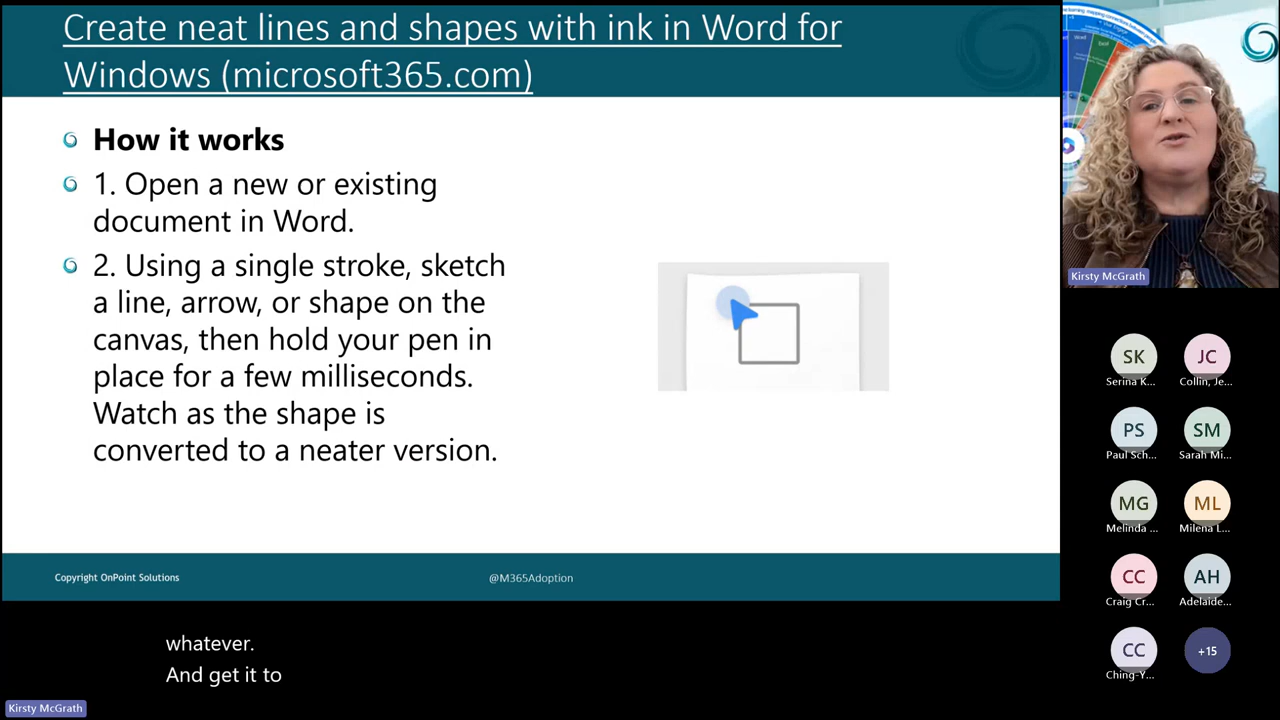 Create neat lines and shapes with ink in Word for
Windows (microsoft365.com)
How it works
1. Open a new or existing
document in Word.
2. Using a single stroke, sketch
a line, arrow, or shape on the
canvas, then hold your pen in
place for a few milliseconds.
Watch as the shape is
converted to a neater version.
Copyright OnPoint Solutions
@M365Adoption
whatever.
And get it to
Kirsty McGrath
Word
Kirsty McGrath
SK
Serina K...
JC
Collin, Je...
PS
Paul Sch...
SM
Sarah Mi...
MG
Melinda ...
ML
Milena L...
CC
Craig Cr...
AH
Adelaide...
CC
Ching-Y...
+15